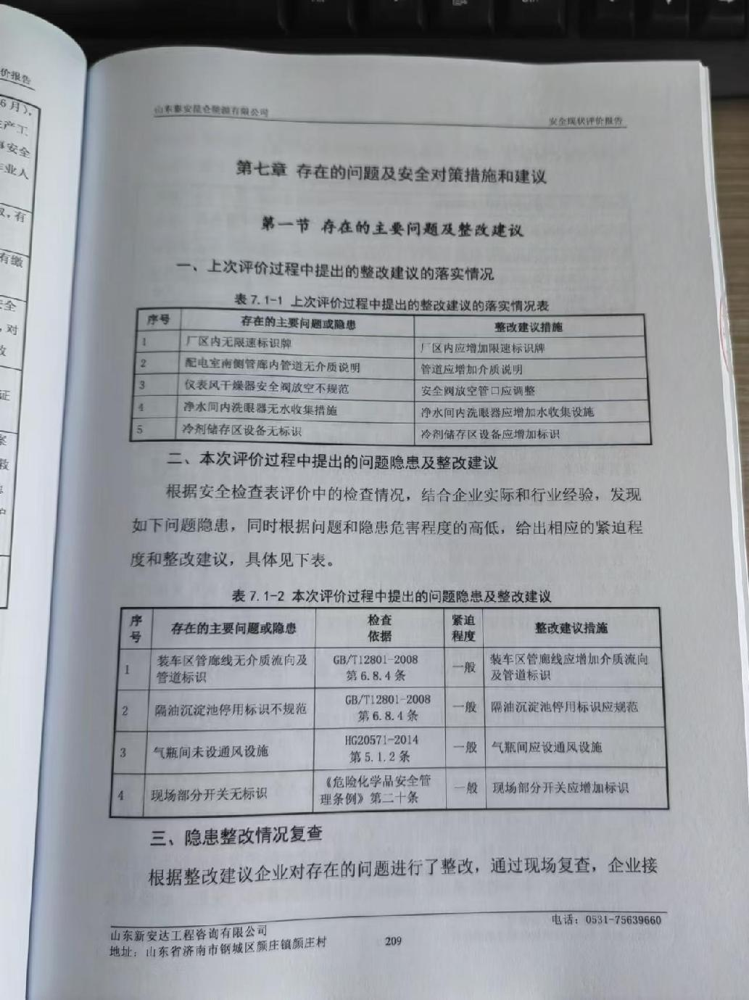 价报告
6月),
产工
安全
业人
,有
有缴
全
,对
证
案
救
山东泰安昆仑能源有限公司
安全现状评价报告
第七章 存在的问题及安全对策措施和建议
第一节 存在的主要问题及整改建议
一、上次评价过程中提出的整改建议的落实情况
表 7.1-1 上次评价过程中提出的整改建议的落实情况表
序号 存在的主要问题或隐患 整改建议措施
1 厂区内无限速标识牌 厂区内应增加限速标识牌
2 配电室南侧管廊内管道无介质说明 管道应增加介质说明
3 仪表风干燥器安全阀放空不规范 安全阀放空管口应调整
4 净水间内洗眼器无水收集措施 净水间内洗眼器应增加水收集设施
5 冷剂储存区设备无标识 冷剂储存区设备应增加标识
二、本次评价过程中提出的问题隐患及整改建议
根据安全检查表评价中的检查情况，结合企业实际和行业经验，发现
如下问题隐患，同时根据问题和隐患危害程度的高低，给出相应的紧迫程
度和整改建议，具体见下表。
表 7.1-2 本次评价过程中提出的问题隐患及整改建议
序号 存在的主要问题或隐患 检查依据 紧迫程度 整改建议措施
1 装车区管廊线无介质流向及管道标识 GB/T12801-2008 第 6.8.4 条 一般 装车区管廊线应增加介质流向及管道标识
2 隔油沉淀池停用标识不规范 GB/T12801-2008 第 6.8.4 条 一般 隔油沉淀池停用标识应规范
3 气瓶间未设通风设施 HG20571-2014 第 5.1.2 条 一般 气瓶间应设通风设施
4 现场部分开关无标识 《危险化学品安全管理条例》第二十条 一般 现场部分开关应增加标识
三、隐患整改情况复查
根据整改建议企业对存在的问题进行了整改，通过现场复查，企业接
山东新安达工程咨询有限公司
电话：0531-75639660
地址：山东省济南市钢城区颜庄镇颜庄村
209